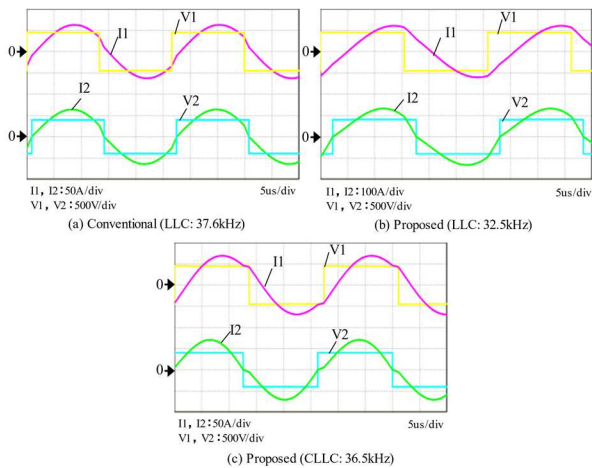 V1
I1
0
I2
V2
0
I1, I2:50A/div
5us/div
V1, V2:500V/div
(a) Conventional (LLC: 37.6kHz)
V1
I1
0
I2
V2
0
I1, I2:100A/div
5us/div
V1, V2:500V/div
(b) Proposed (LLC: 32.5kHz)
V1
I1
0
I2
V2
0
I1, I2:50A/div
5us/div
V1, V2:500V/div
(c) Proposed (CLLC: 36.5kHz)